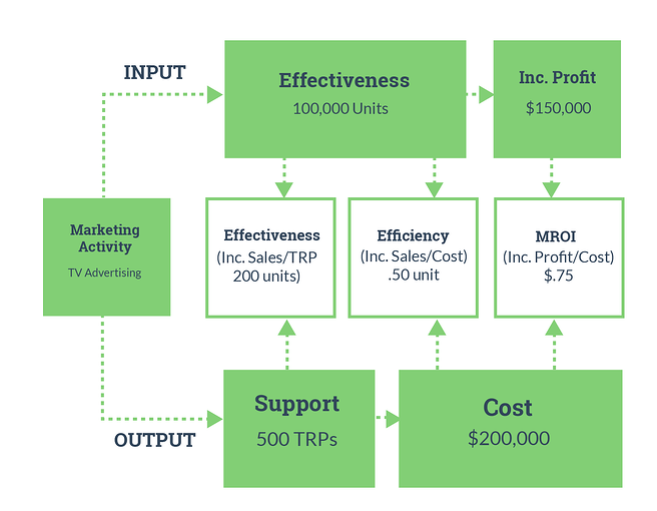 INPUT
Effectiveness
100,000 Units
Inc. Profit
$150,000
Marketing
Activity
TV Advertising
Effectiveness
(Inc. Sales/TRP
200 units)
Efficiency
(Inc. Sales/Cost)
.50 unit
MROI
(Inc. Profit/Cost)
$.75
OUTPUT
Support
500 TRPs
Cost
$200,000